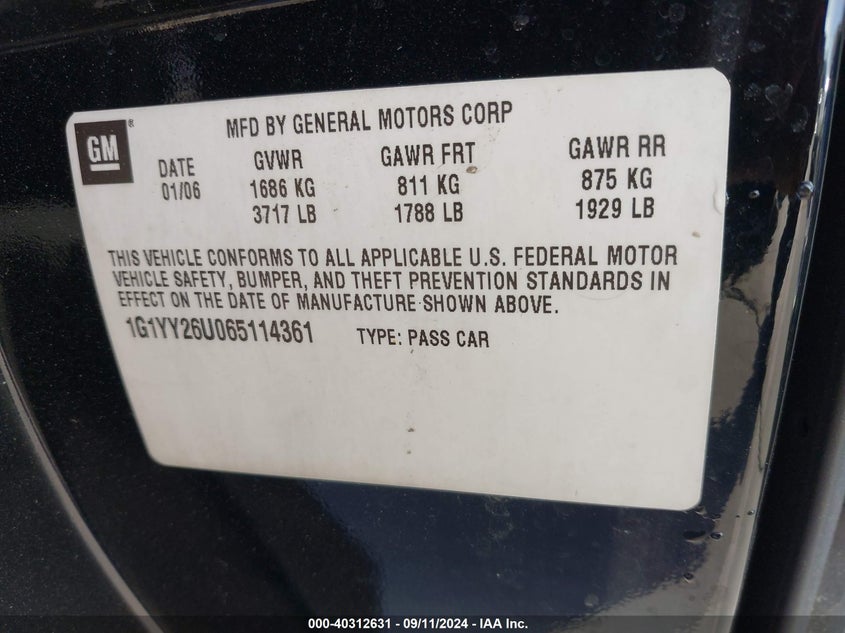 GM ®
MFD BY GENERAL MOTORS CORP
DATE GVWR GAWR FRT GAWR RR
01/06 1686 KG 811 KG 875 KG
3717 LB 1788 LB 1929 LB
THIS VEHICLE CONFORMS TO ALL APPLICABLE U.S. FEDERAL MOTOR
VEHICLE SAFETY, BUMPER, AND THEFT PREVENTION STANDARDS IN
EFFECT ON THE DATE OF MANUFACTURE SHOWN ABOVE.
1G1YY26U065114361 TYPE: PASS CAR
000-40312631 - 09/11/2024 - IAA Inc.